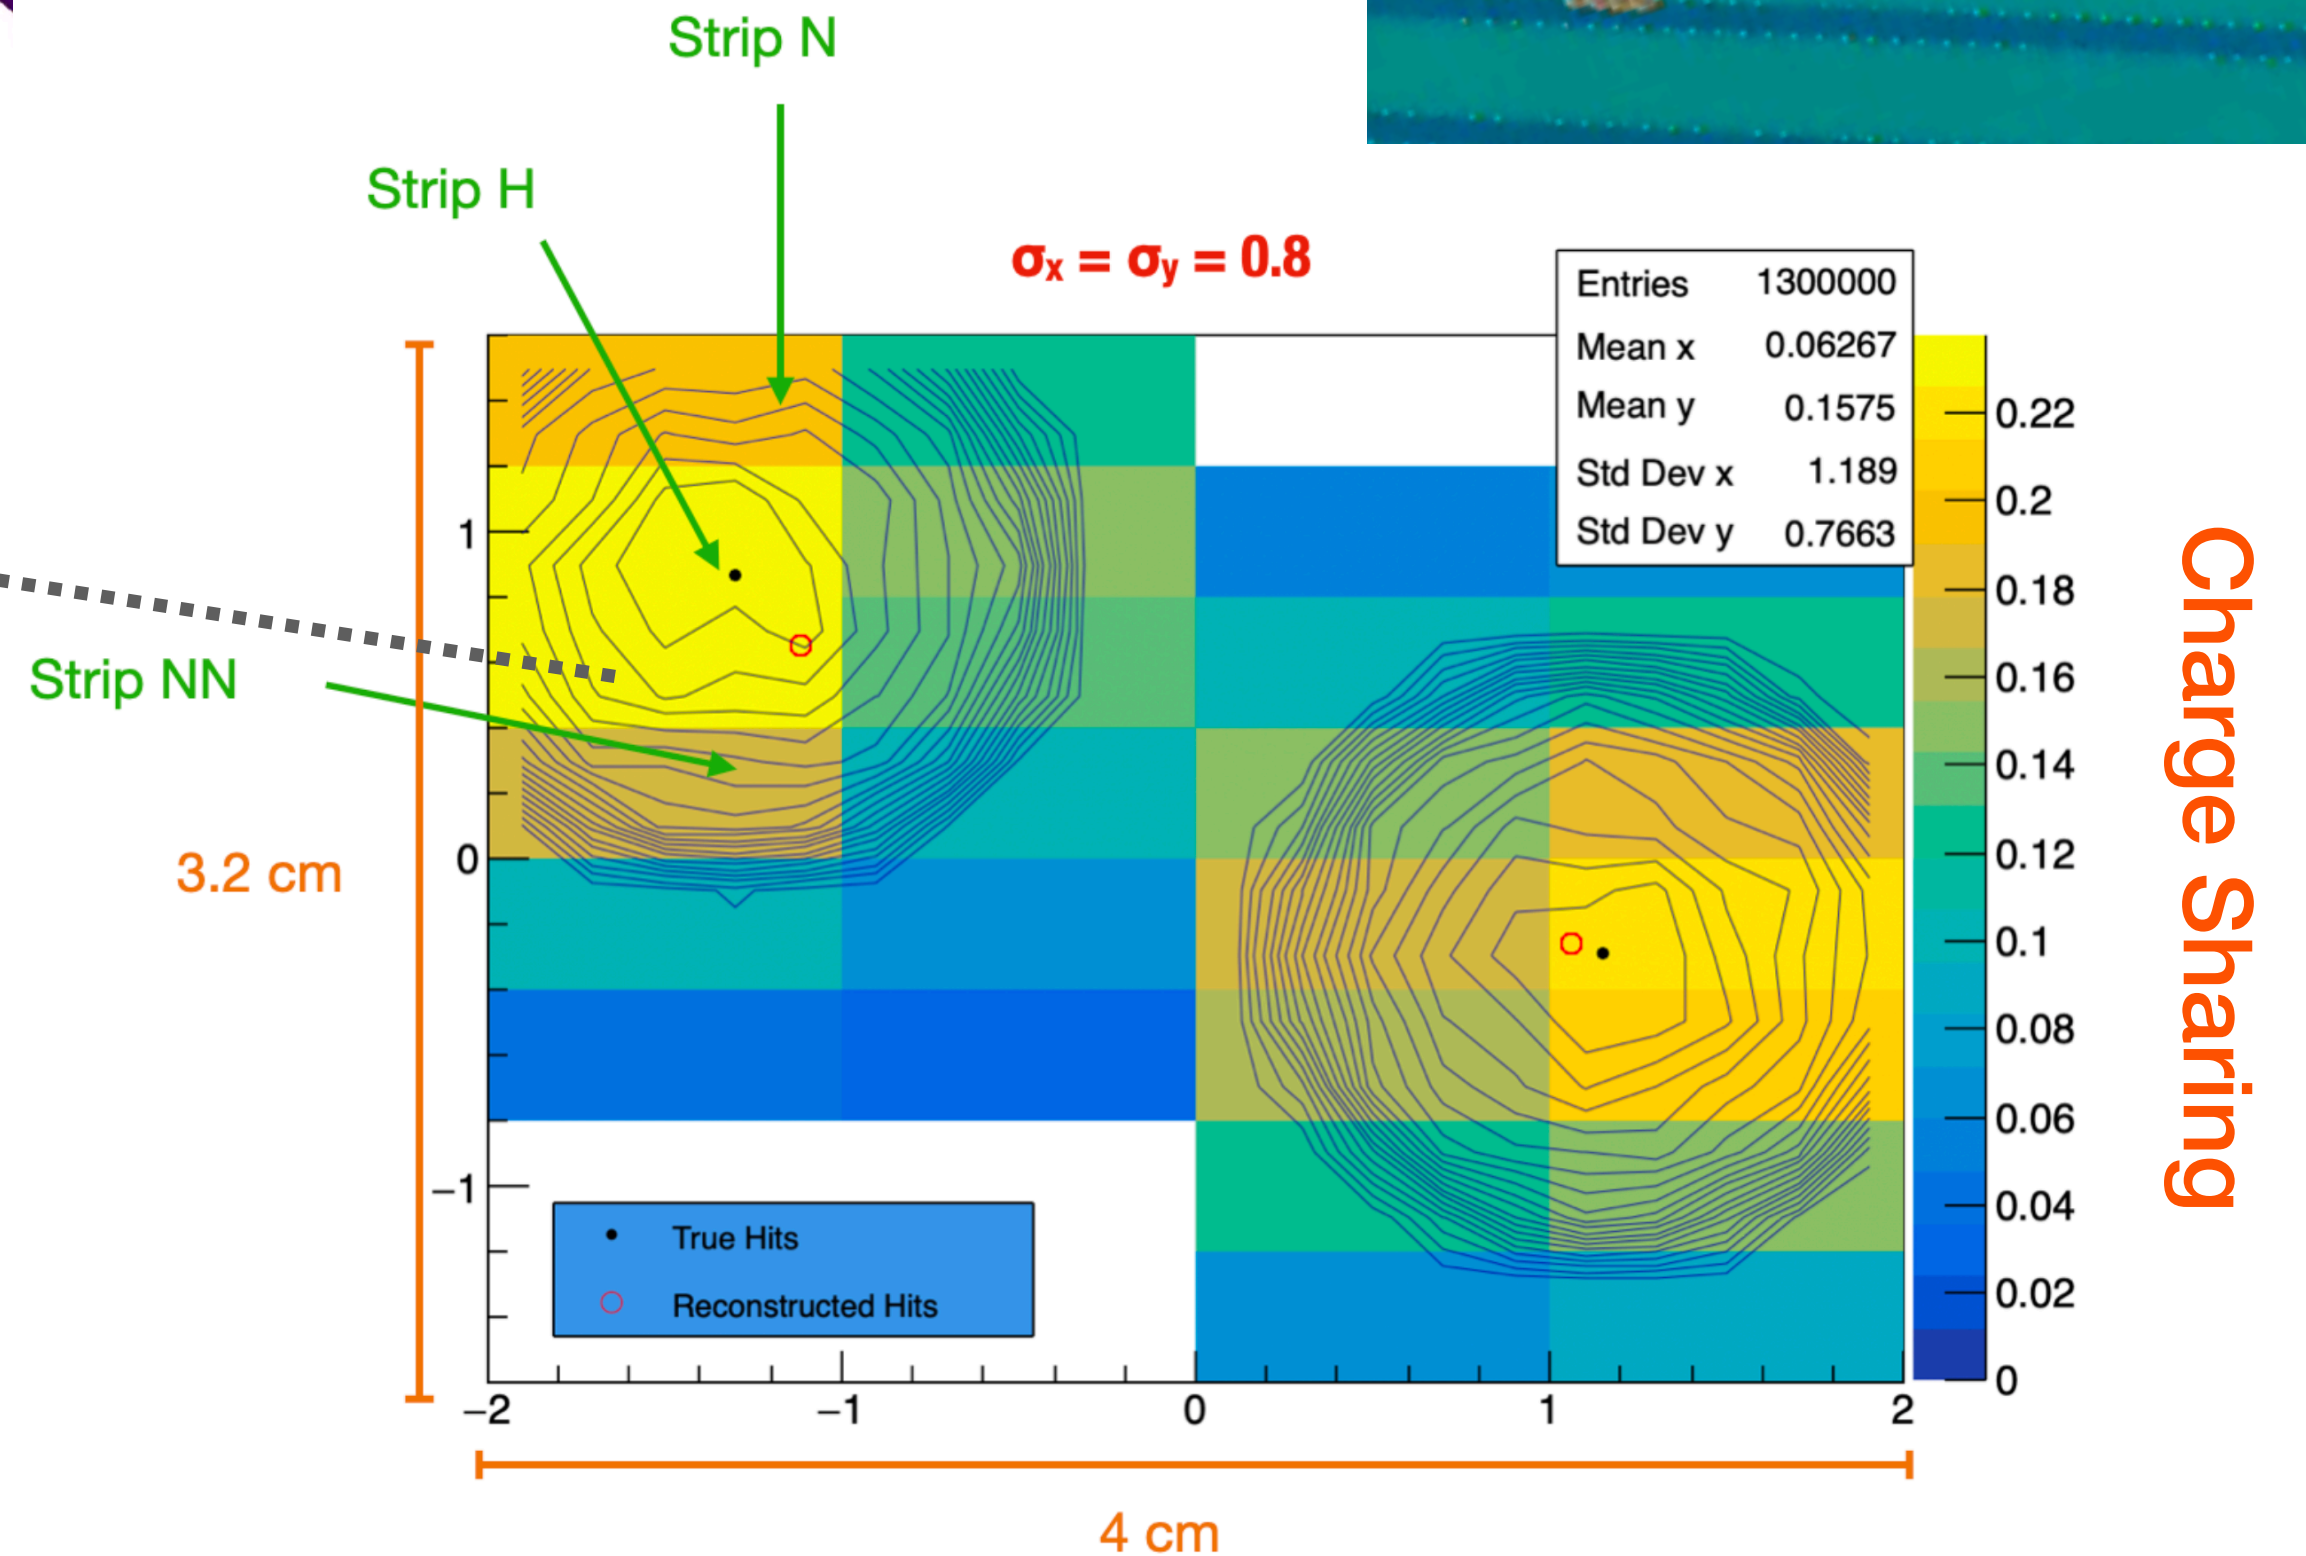 Strip N
Strip H
σx = σy = 0.8
Entries 1300000
Mean x 0.06267
Mean y 0.1575
Std Dev x 1.189
Std Dev y 0.7663
Strip NN
3.2 cm
1
0
−1
True Hits
Reconstructed Hits
−2 −1 0 1 2
4 cm
0.22
0.2
0.18
0.16
0.14
0.12
0.1
0.08
0.06
0.04
0.02
0
Charge Sharing